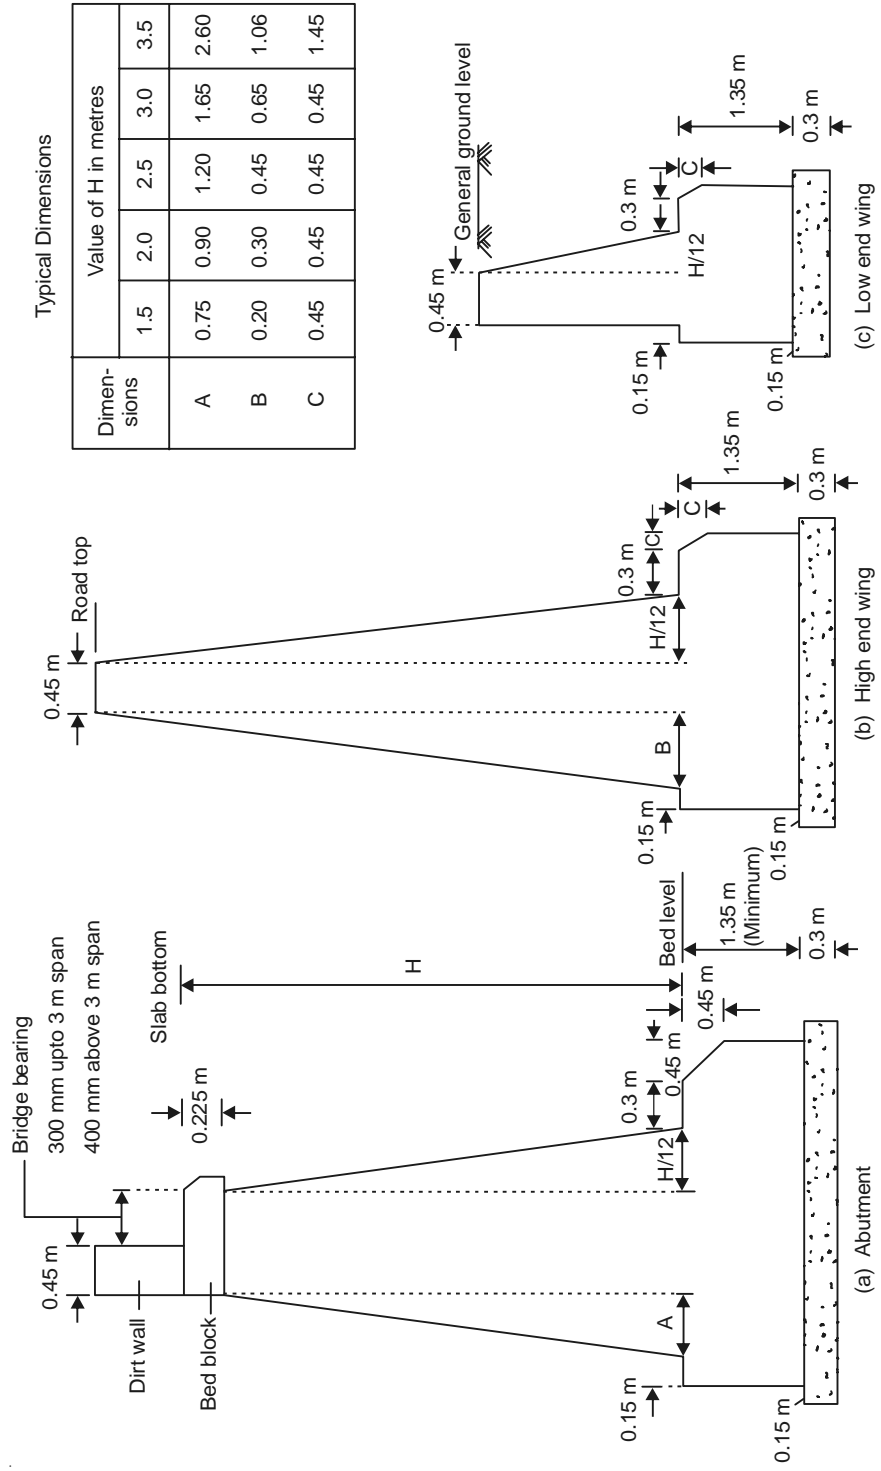 Typical Dimensions
Dimen-
sions
Value of H in metres
1.5 2.0 2.5 3.0 3.5
A 0.75 0.90 1.20 1.65 2.60
B 0.20 0.30 0.45 0.65 1.06
C 0.45 0.45 0.45 0.45 1.45
Bridge bearing
300 mm upto 3 m span
400 mm above 3 m span
0.45 m
Dirt wall
Bed block
0.225 m
Slab bottom
H
A
H/12
0.15 m
0.3 m
0.45 m
0.45 m
Bed level
1.35 m
(Minimum)
0.3 m
0.15 m
(a) Abutment
0.45 m
Road top
B
H/12
0.15 m
0.3 m
C
C
1.35 m
0.3 m
0.15 m
(b) High end wing
0.45 m
General ground level
H/12
0.15 m
0.3 m
C
1.35 m
0.3 m
0.15 m
(c) Low end wing